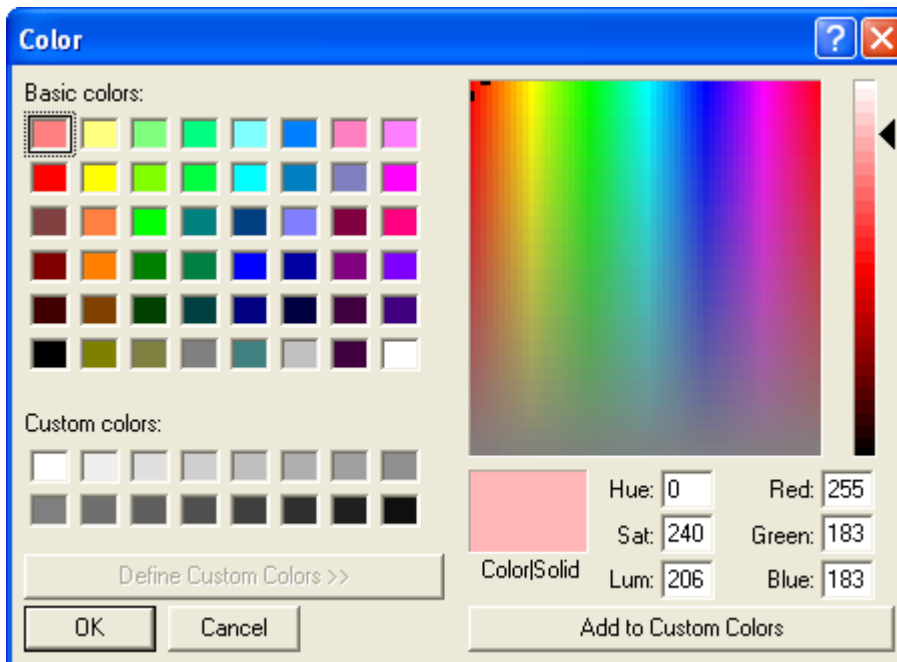 Color
Basic colors:
Custom colors:
Define Custom Colors >>
OK Cancel
Hue: 0 Red: 255
Sat: 240 Green: 183
Color|Solid
Lum: 206 Blue: 183
Add to Custom Colors